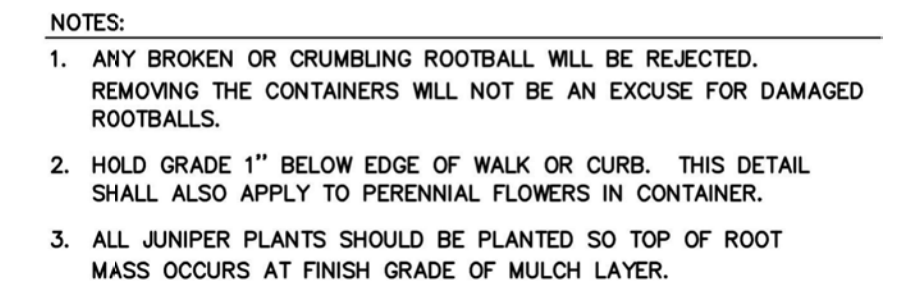 NOTES:
1. ANY BROKEN OR CRUMBLING ROOTBALL WILL BE REJECTED.
REMOVING THE CONTAINERS WILL NOT BE AN EXCUSE FOR DAMAGED
ROOTBALLS.
2. HOLD GRADE 1" BELOW EDGE OF WALK OR CURB. THIS DETAIL
SHALL ALSO APPLY TO PERENNIAL FLOWERS IN CONTAINER.
3. ALL JUNIPER PLANTS SHOULD BE PLANTED SO TOP OF ROOT
MASS OCCURS AT FINISH GRADE OF MULCH LAYER.